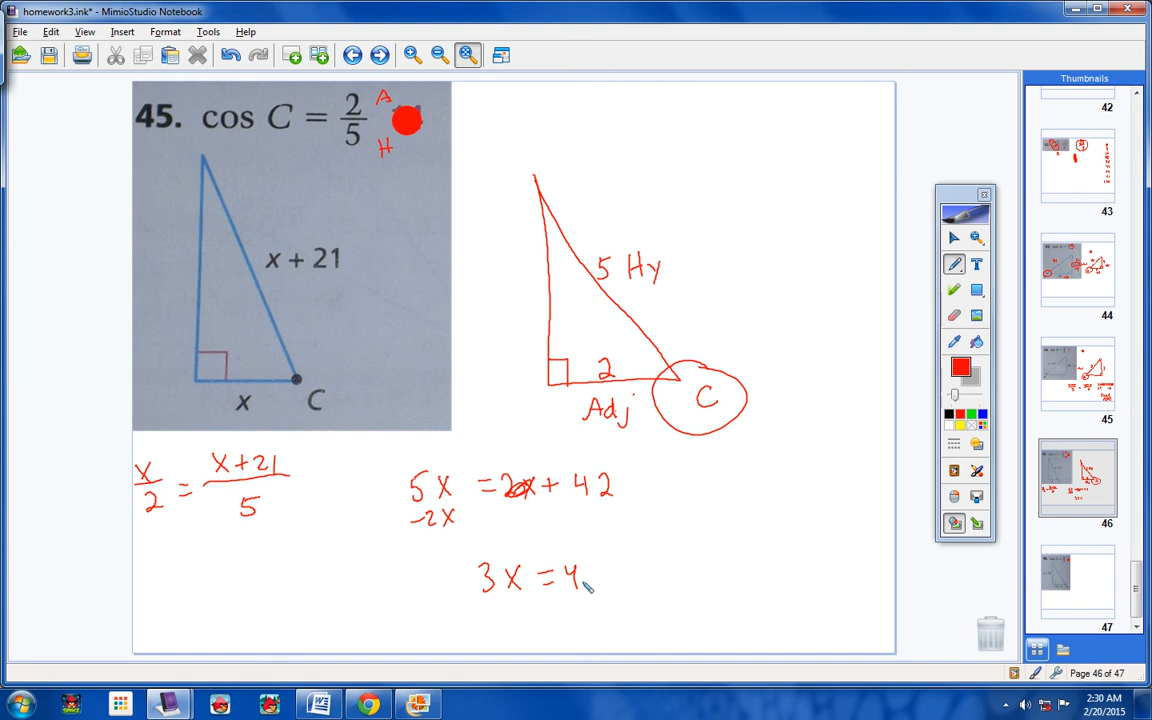 homework3.ink* - MimioStudio Notebook
File Edit View Insert Format Tools Help
Thumbnails
42
43
44
45
46
47
45. cos C = 2/5
A
H
x + 21
x
C
5 Hy
2
Adj
C
x/2 = x+21/5
5x = 2x + 42
-2x
3x = 4
Page 46 of 47
2:30 AM
2/20/2015